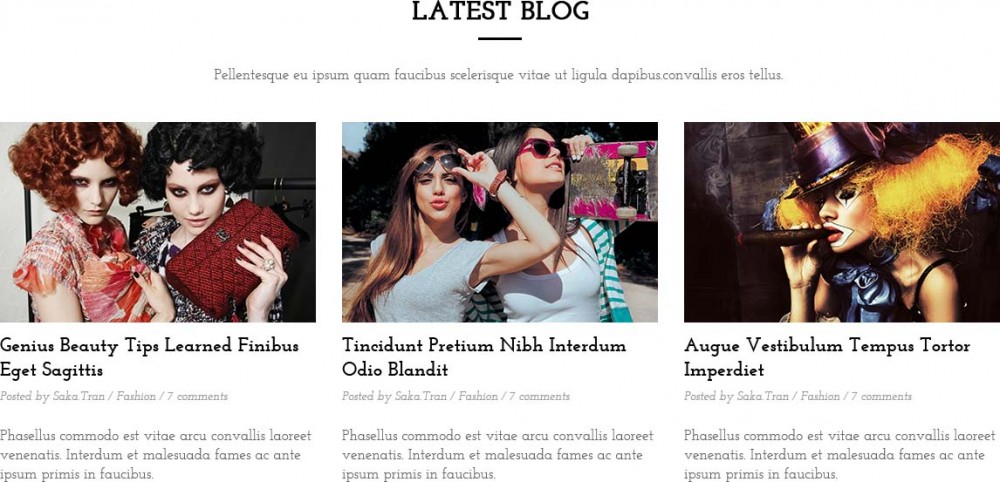 LATEST BLOG
Pellentesque eu ipsum quam faucibus scelerisque vitae ut ligula dapibus.convallis eros tellus.
Genius Beauty Tips Learned Finibus
Eget Sagittis
Posted by Saka.Tran / Fashion / 7 comments
Phasellus commodo est vitae arcu convallis laoreet
venenatis. Interdum et malesuada fames ac ante
ipsum primis in faucibus.
Tincidunt Pretium Nibh Interdum
Odio Blandit
Posted by Saka.Tran / Fashion / 7 comments
Phasellus commodo est vitae arcu convallis laoreet
venenatis. Interdum et malesuada fames ac ante
ipsum primis in faucibus.
Augue Vestibulum Tempus Tortor
Imperdiet
Posted by Saka.Tran / Fashion / 7 comments
Phasellus commodo est vitae arcu convallis laoreet
venenatis. Interdum et malesuada fames ac ante
ipsum primis in faucibus.